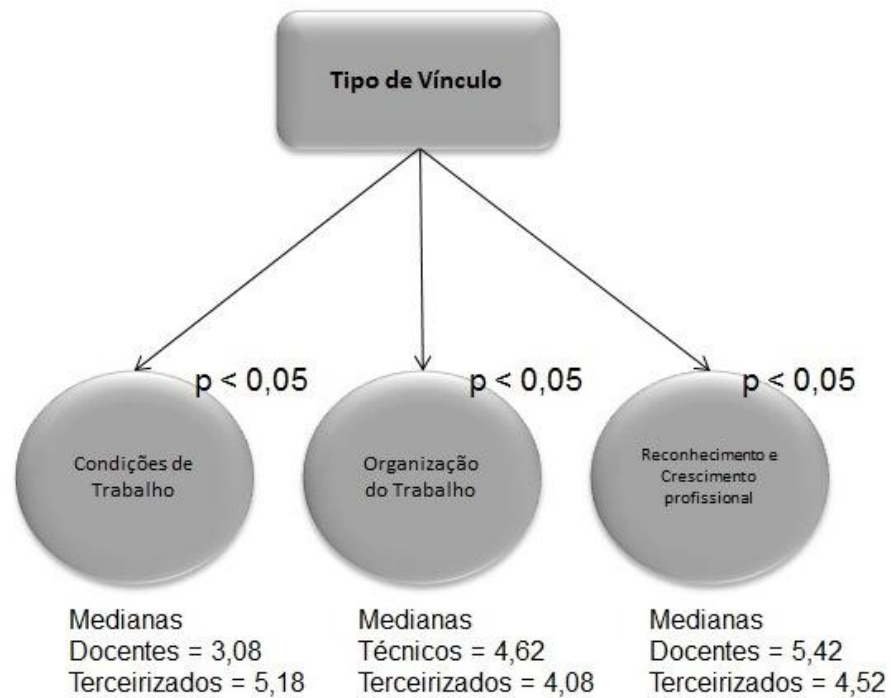 Tipo de Vínculo
p < 0,05
p < 0,05
p < 0,05
Condições de
Trabalho
Organização
do Trabalho
Reconhecimento e
Crescimento
profissional
Medianas
Docentes = 3,08
Terceirizados = 5,18
Medianas
Técnicos = 4,62
Terceirizados = 4,08
Medianas
Docentes = 5,42
Terceirizados = 4,52